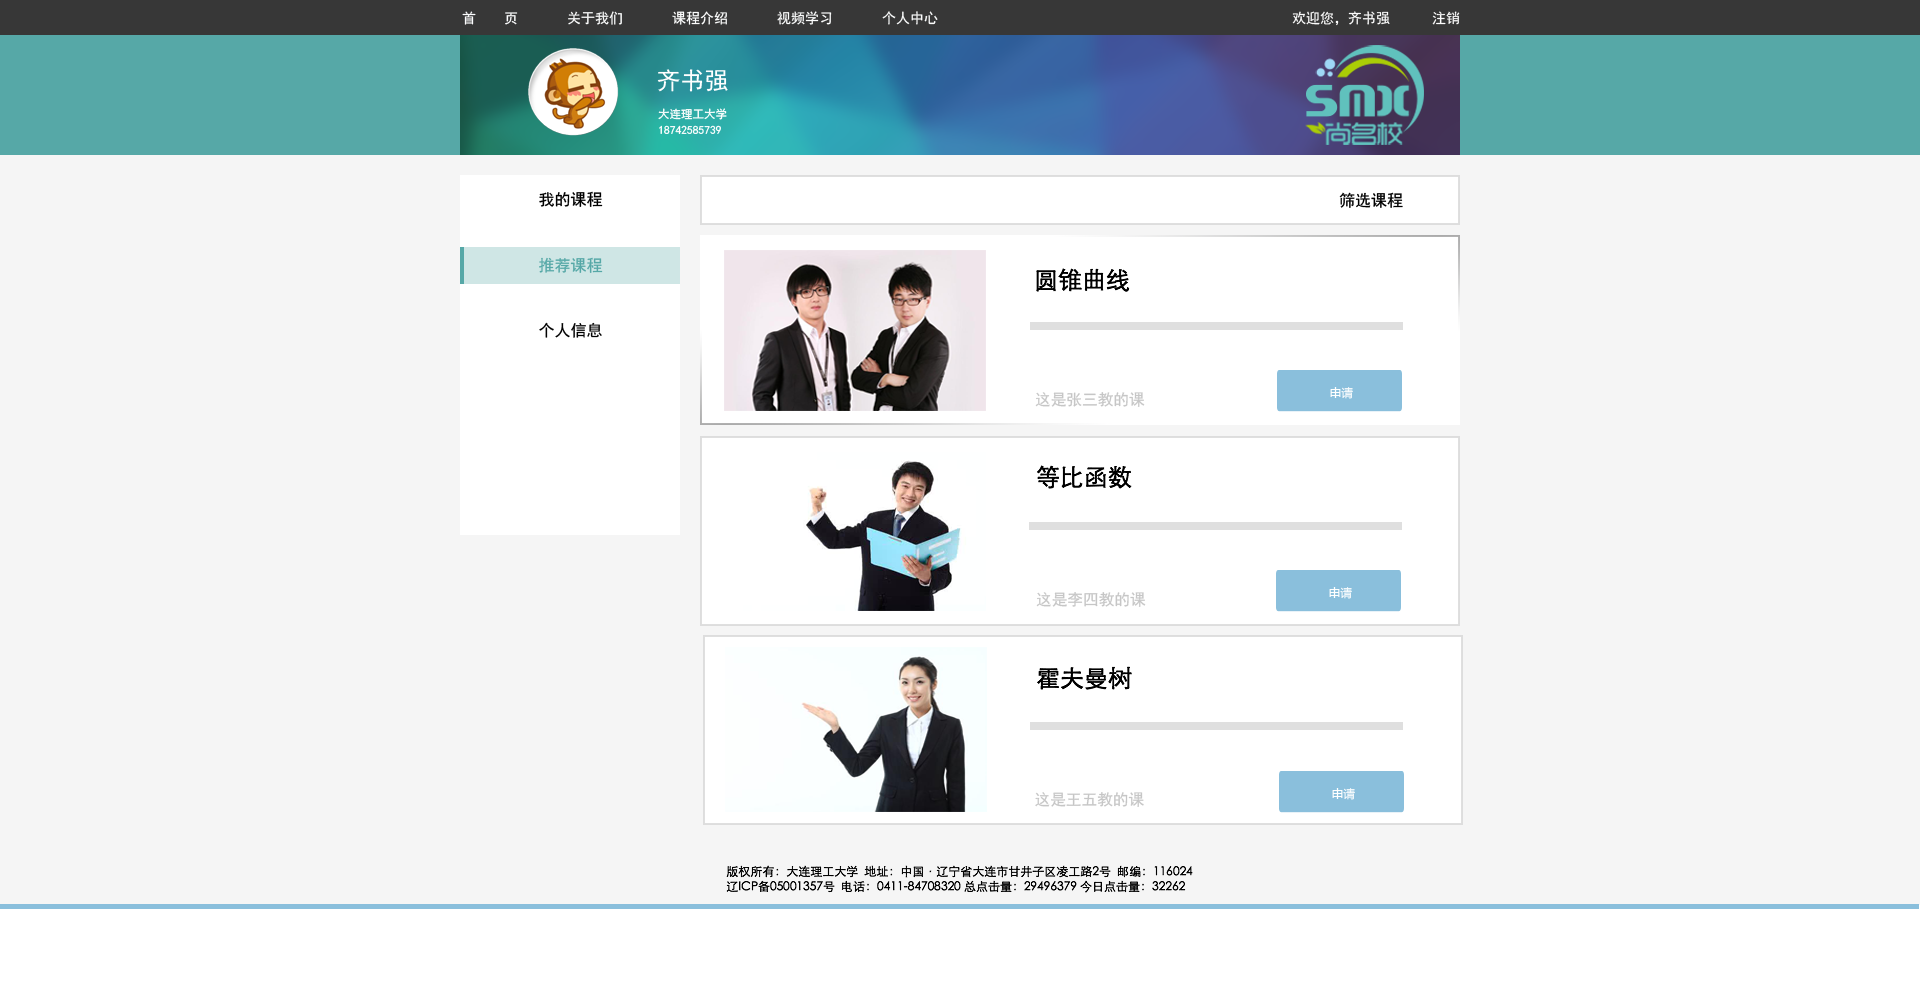 首 页 关于我们 课程介绍 视频学习 个人中心 欢迎您，齐书强 注销
齐书强
大连理工大学
18742585739
smx
尚名校
我的课程
推荐课程
个人信息
筛选课程
圆锥曲线
这是张三教的课
申请
等比函数
这是李四教的课
申请
霍夫曼树
这是王五教的课
申请
版权所有：大连理工大学 地址：中国 · 辽宁省大连市甘井子区凌工路2号 邮编：116024
辽ICP备05001357号 电话：0411-84708320 总点击量：29496379 今日点击量：32262